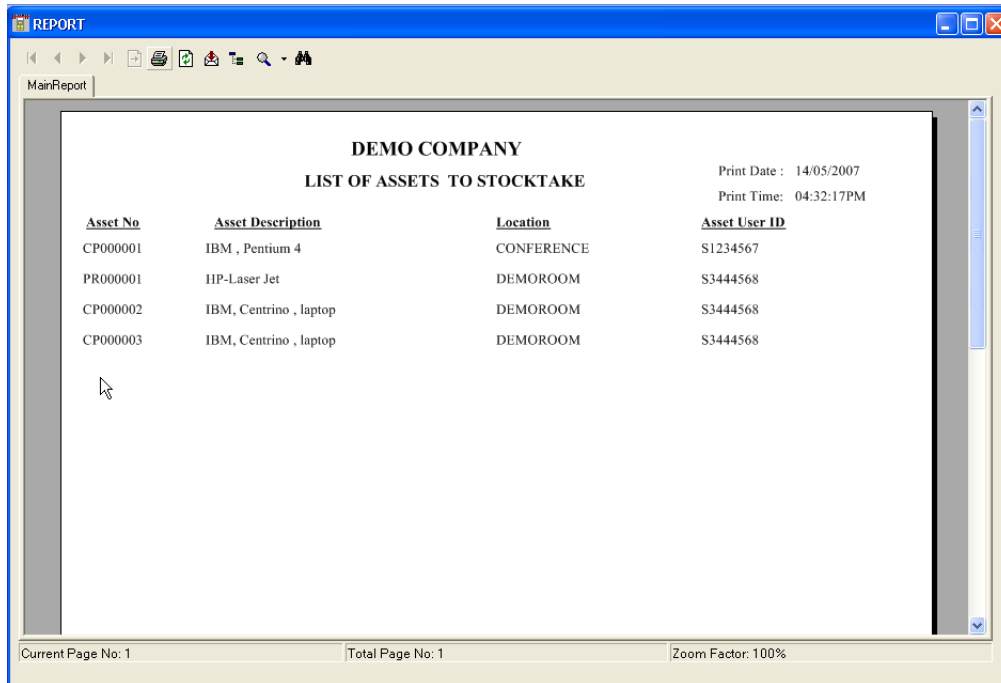 REPORT
MainReport
DEMO COMPANY
LIST OF ASSETS TO STOCKTAKE
Print Date : 14/05/2007
Print Time: 04:32:17PM
Asset No Asset Description Location Asset User ID
CP000001 IBM , Pentium 4 CONFERENCE S1234567
PR000001 HP-Laser Jet DEMOROOM S3444568
CP000002 IBM, Centrino , laptop DEMOROOM S3444568
CP000003 IBM, Centrino , laptop DEMOROOM S3444568
Current Page No: 1 Total Page No: 1 Zoom Factor: 100%